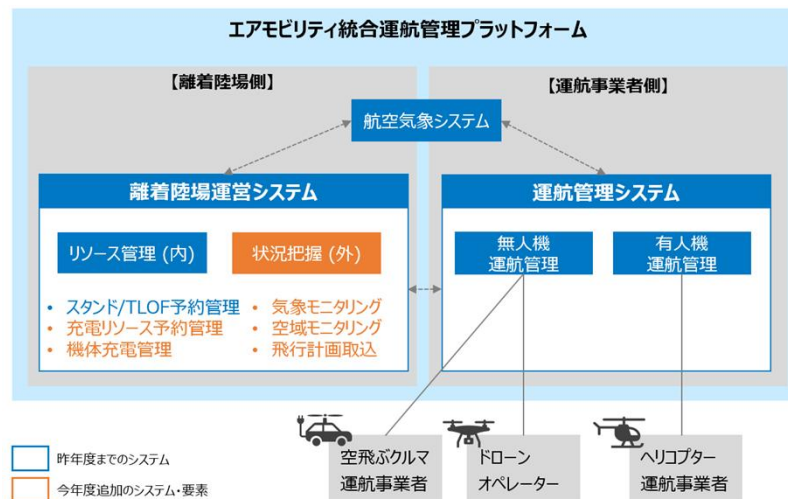 エアモビリティ統合運航管理プラットフォーム
【離着陸場側】
【運航事業者側】
航空気象システム
離着陸場運営システム
運航管理システム
リソース管理 (内)
状況把握 (外)
無人機
運航管理
有人機
運航管理
• スタンド/TLOF予約管理
• 充電リソース予約管理
• 機体充電管理
• 気象モニタリング
• 空域モニタリング
• 飛行計画取込
空飛ぶクルマ
運航事業者
ドローン
オペレーター
ヘリコプター
運航事業者
昨年度までのシステム
今年度追加のシステム・要素